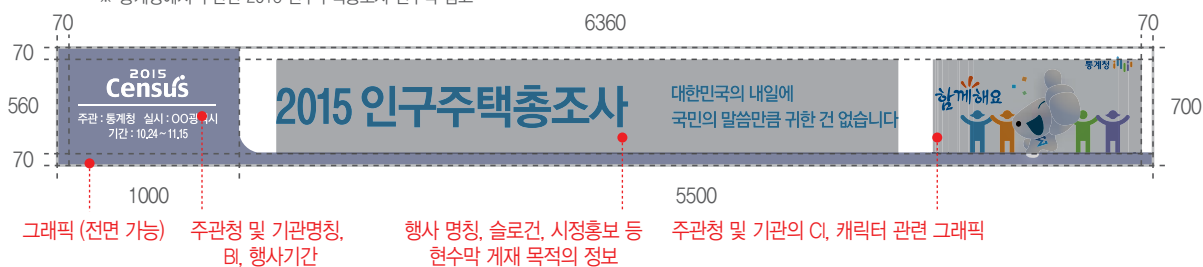 70 6360 70
70
560
70
700
2015
Census
주관 : 통계청 실시 : OO광역시
기간 : 10.24~11.15
2015 인구주택총조사
대한민국의 내일에
국민의 말씀만큼 귀한 건 없습니다
통계청
함께해요
1000 5500
그래픽 (전면 가능)
주관청 및 기관명칭,
BI, 행사기간
행사 명칭, 슬로건, 시정홍보 등
현수막 게재 목적의 정보
주관청 및 기관의 CI, 캐릭터 관련 그래픽